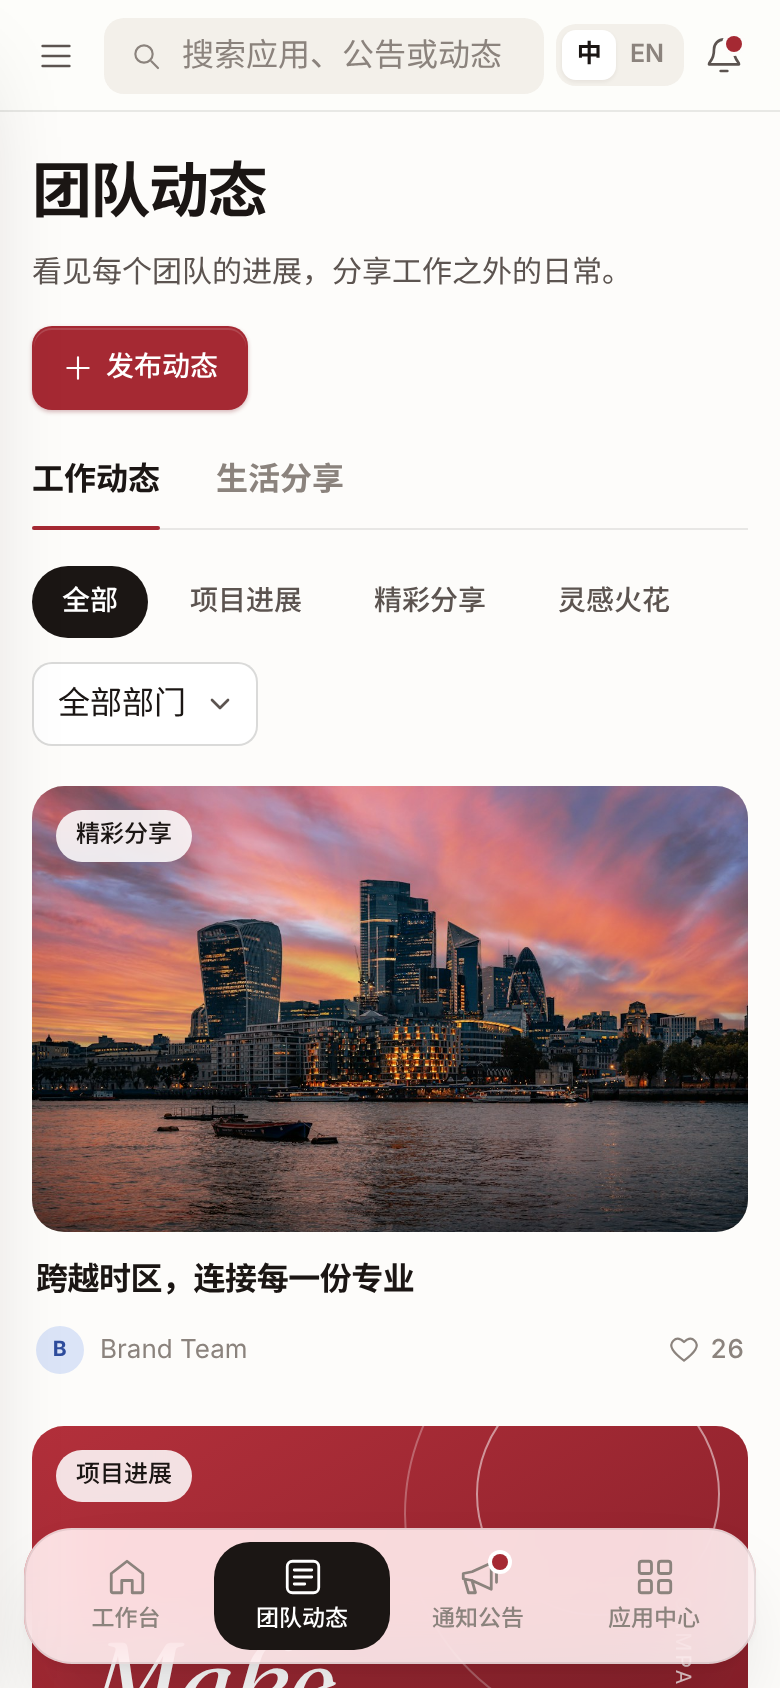 搜索应用、公告或动态
中 EN
团队动态
看见每个团队的进展，分享工作之外的日常。
发布动态
工作动态 生活分享
全部 项目进展 精彩分享 灵感火花
全部部门
精彩分享
跨越时区，连接每一份专业
B Brand Team 26
项目进展
工作台 团队动态 通知公告 应用中心
Make